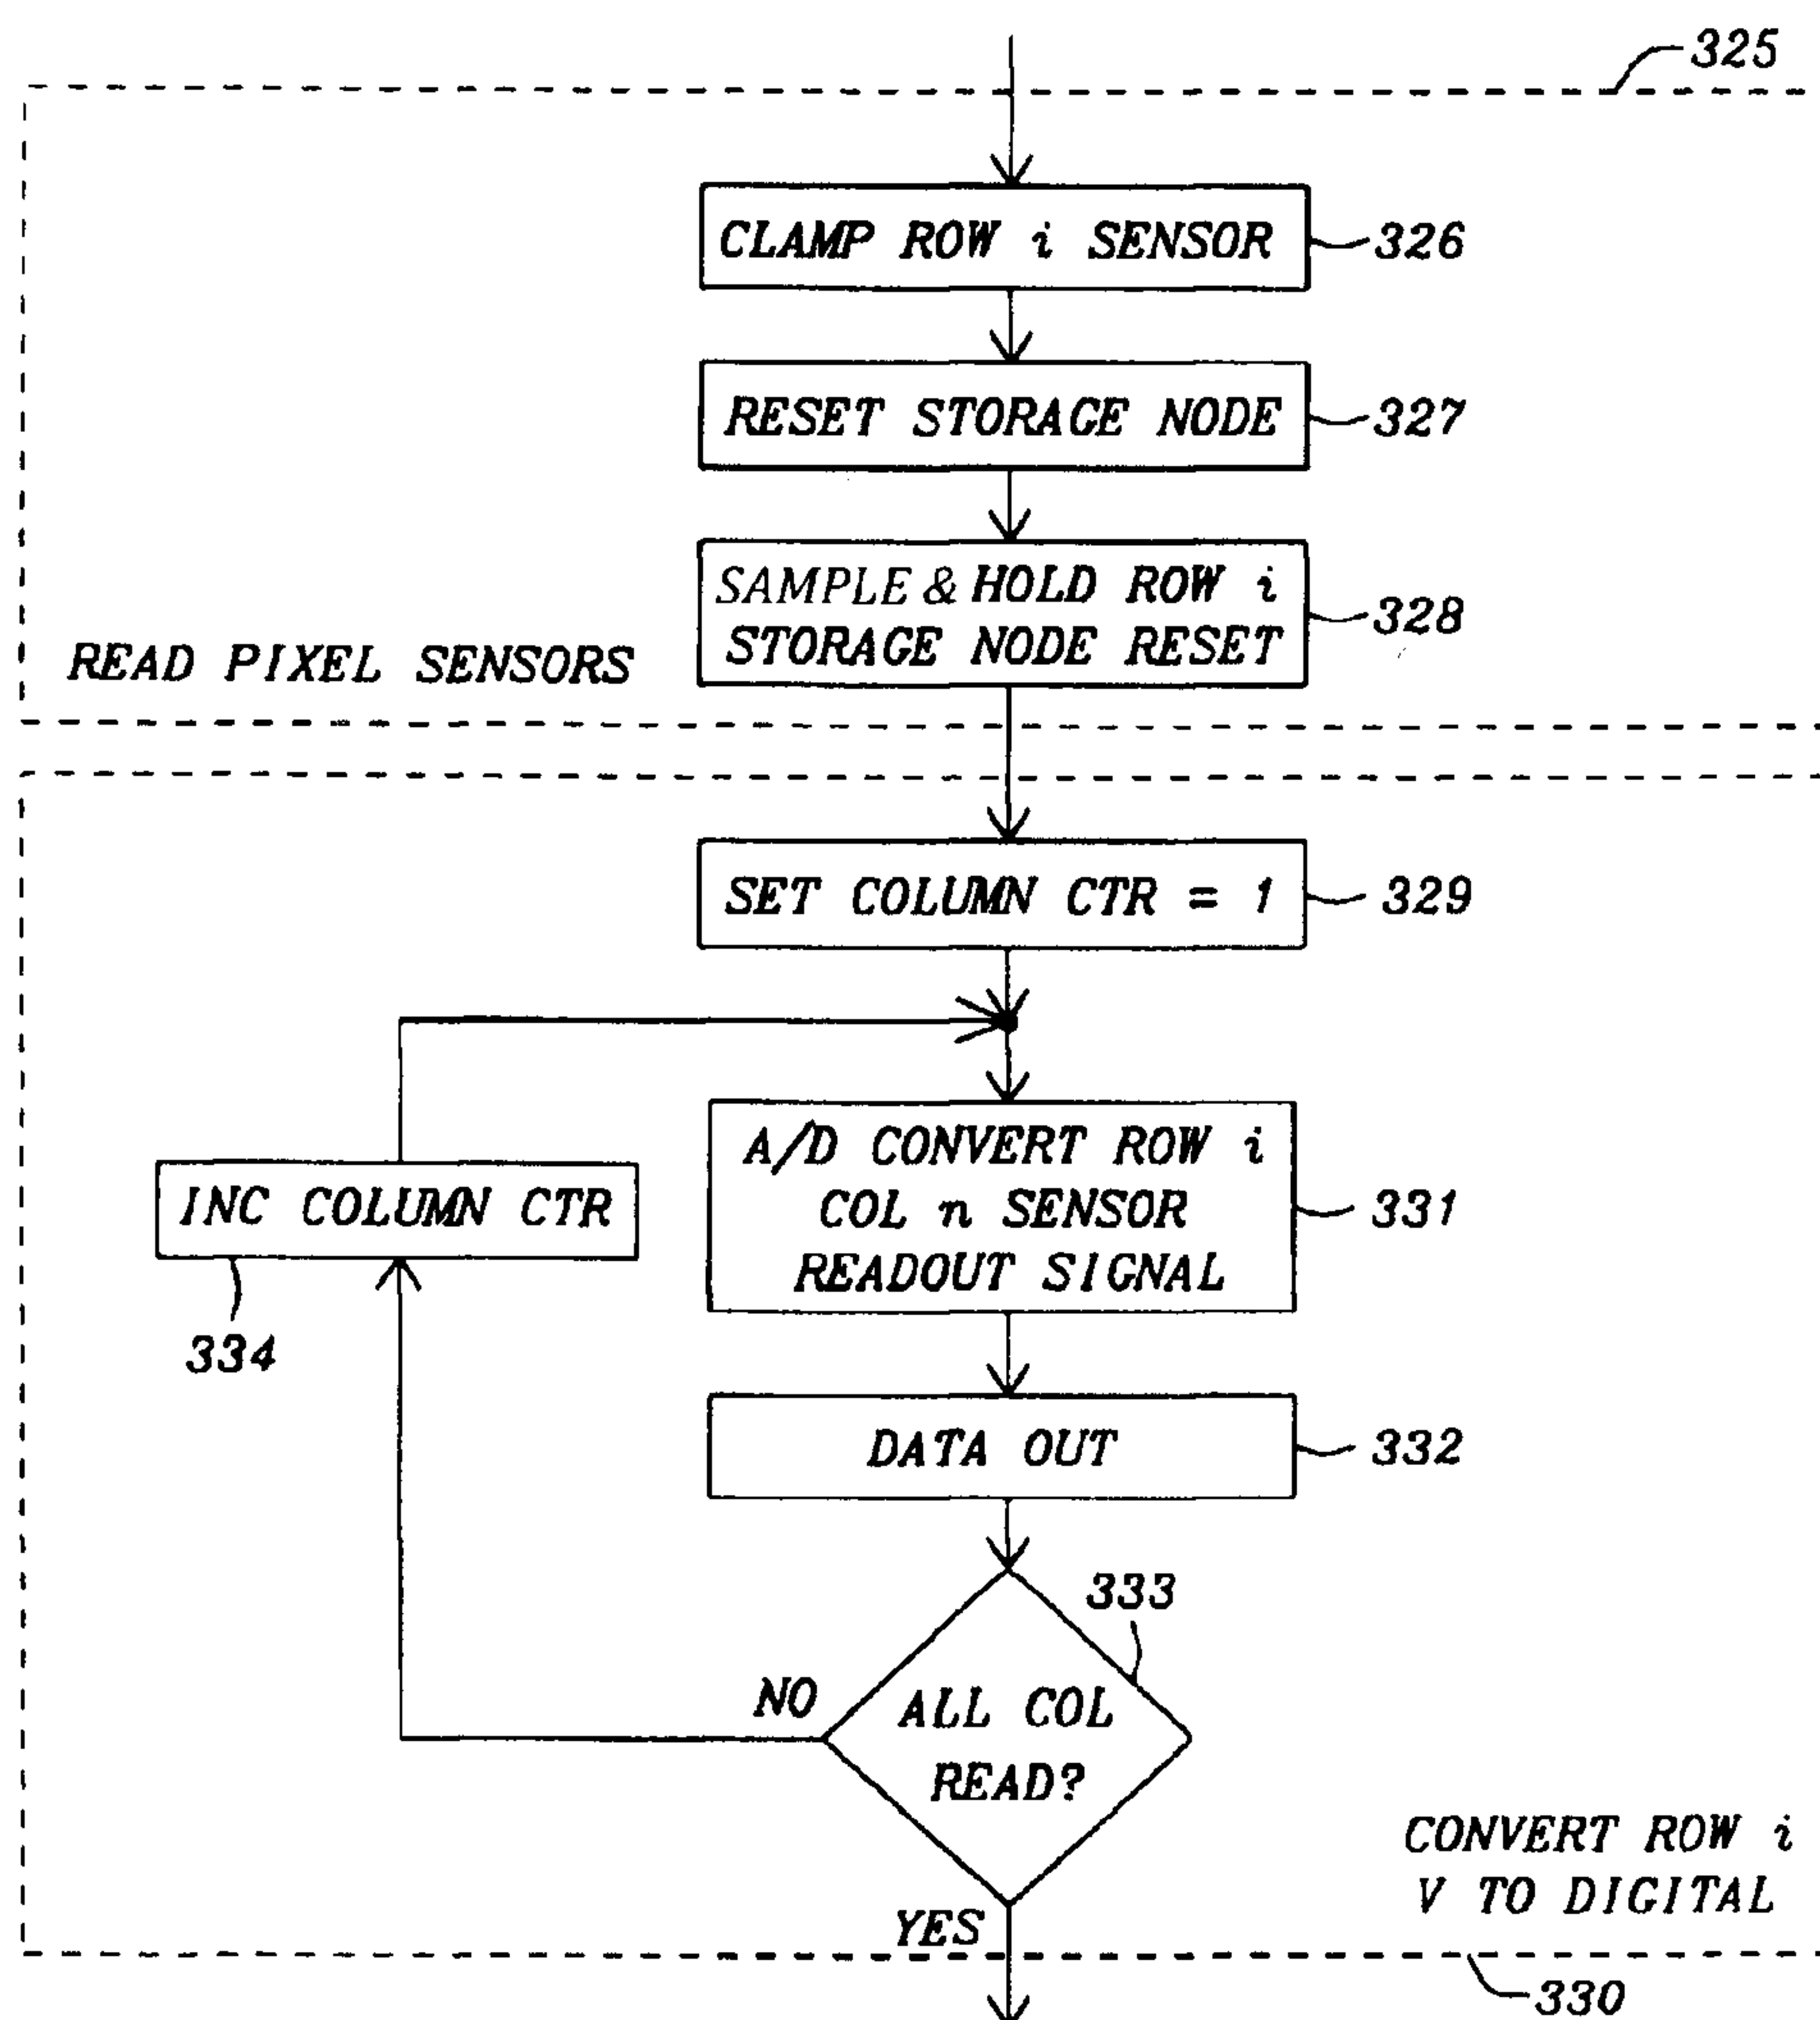 325
CLAMP ROW i SENSOR
326
RESET STORAGE NODE
327
SAMPLE & HOLD ROW i
STORAGE NODE RESET
328
READ PIXEL SENSORS
SET COLUMN CTR = 1
329
A/D CONVERT ROW i
COL n SENSOR
READOUT SIGNAL
331
INC COLUMN CTR
334
DATA OUT
332
333
NO
ALL COL
READ?
YES
CONVERT ROW i
V TO DIGITAL
330